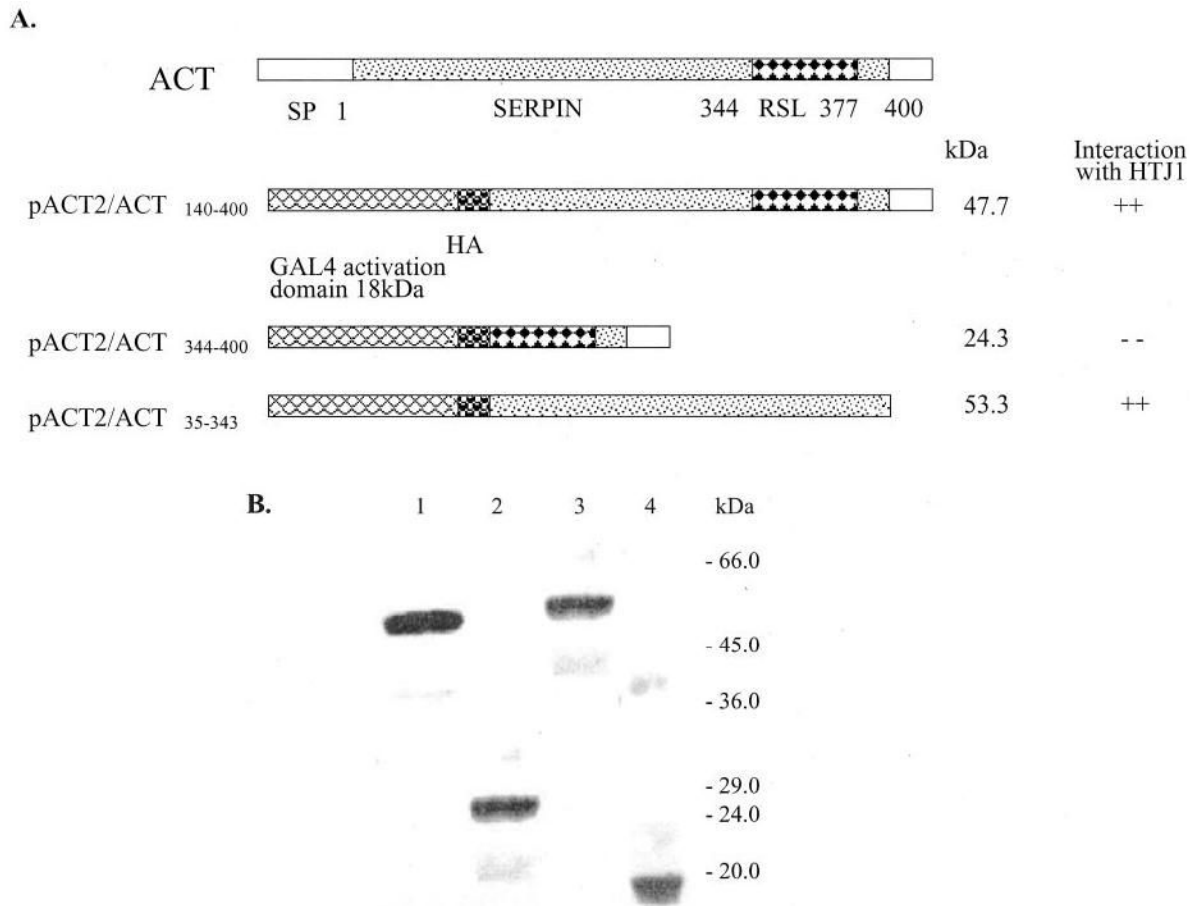 A.
ACT
SP 1 SERPIN 344 RSL 377 400
kDa Interaction with HTJ1
pACT2/ACT 140-400 47.7 ++
HA
GAL4 activation
domain 18kDa
pACT2/ACT 344-400 24.3 - -
pACT2/ACT 35-343 53.3 ++
B. 1 2 3 4 kDa
- 66.0
- 45.0
- 36.0
- 29.0
- 24.0
- 20.0